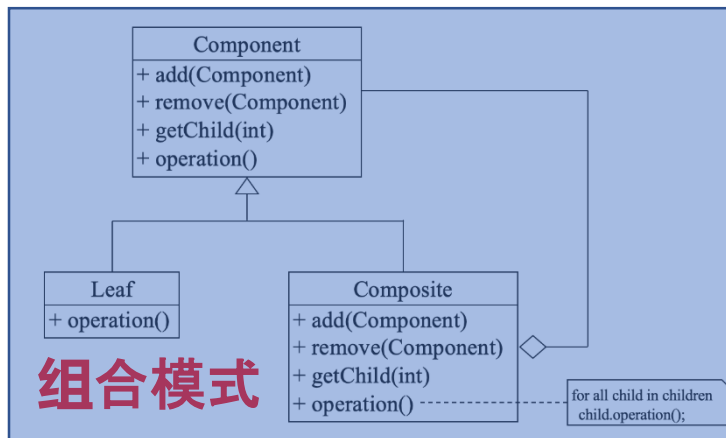 Component
+ add(Component)
+ remove(Component)
+ getChild(int)
+ operation()
Leaf
+ operation()
Composite
+ add(Component)
+ remove(Component)
+ getChild(int)
+ operation()
组合模式
for all child in children
child.operation();